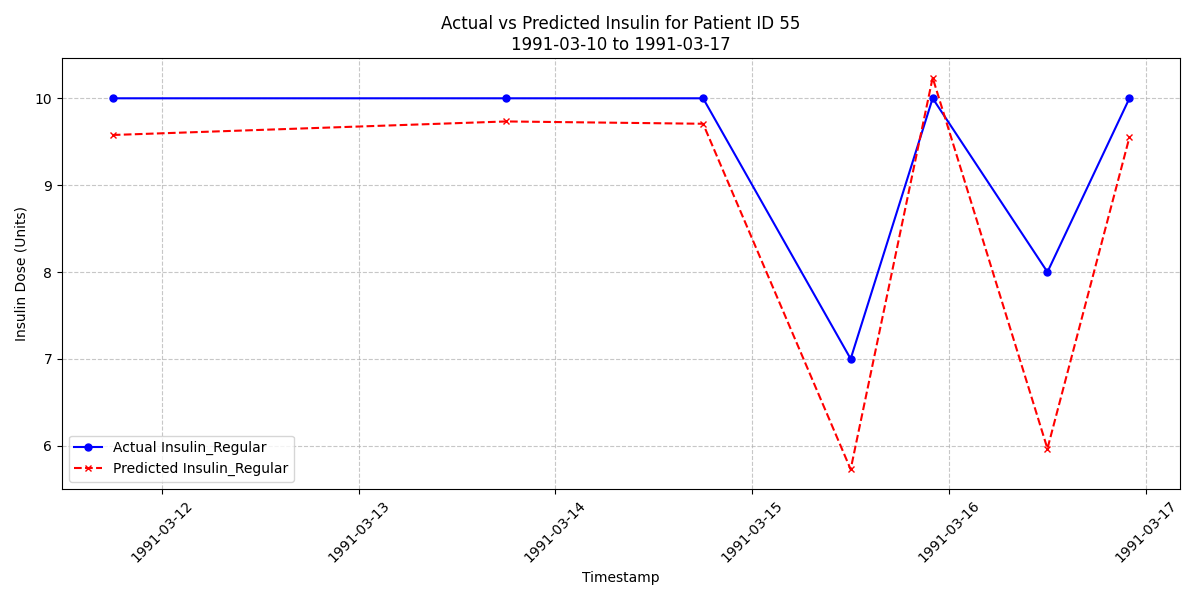 Actual vs Predicted Insulin for Patient ID 55
1991-03-10 to 1991-03-17
Insulin Dose (Units)
10
9
8
7
6
Actual Insulin_Regular
Predicted Insulin_Regular
1991-03-12
1991-03-13
1991-03-14
1991-03-15
1991-03-16
1991-03-17
Timestamp